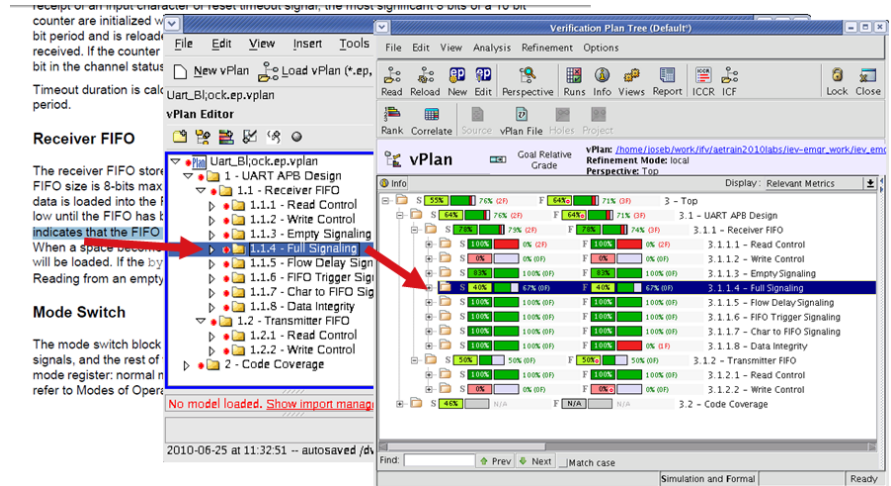 receipt of an input character or reset timeout signal, the most significant 8 bits of a 10 bit
counter are initialized w
bit period and is reloade
received. If the counter
bit in the channel status
Timeout duration is calc
period.
Receiver FIFO
The receiver FIFO store
FIFO size is 8-bits max
data is loaded into the F
low until the FIFO has b
indicates that the FIFO
When a space become
will be loaded. If the by
Reading from an empty
Mode Switch
The mode switch block
signals, and the rest of
mode register: normal m
refer to Modes of Opera
File Edit View Insert Tools
New vPlan Load vPlan (*.ep,
Uart_Bl;ock.ep.vplan
vPlan Editor
Uart_Bl;ock.ep.vplan
1 - UART APB Design
1.1 - Receiver FIFO
1.1.1 - Read Control
1.1.2 - Write Control
1.1.3 - Empty Signaling
1.1.4 - Full Signaling
1.1.5 - Flow Delay Sign
1.1.6 - FIFO Trigger Sign
1.1.7 - Char to FIFO Sig
1.1.8 - Data Integrity
1.2 - Transmitter FIFO
1.2.1 - Read Control
1.2.2 - Write Control
2 - Code Coverage
No model loaded. Show import manag
2010-06-25 at 11:32:51 -- autosaved /dv
Verification Plan Tree (Default*)
File Edit View Analysis Refinement Options
Read Reload New Edit Perspective Runs Info Views Report ICCR ICF Lock Close
Rank Correlate Source vPlan File Holes Project
vPlan Goal Relative Grade
vPlan: /home/joseb/work/ifv/aetrain2010labs/iev-emgr_work/iev_emc
Refinement Mode: local
Perspective: Top
Info Display: Relevant Metrics
S 55% 76% (2F) F 64% 71% (3F) 3 - Top
S 64% 76% (2F) F 64% 71% (3F) 3.1 - UART APB Design
S 78% 79% (2F) F 78% 74% (3F) 3.1.1 - Receiver FIFO
S 100% 0% (2F) F 100% 0% (2F) 3.1.1.1 - Read Control
S 0% 0% (0F) F 0% 0% (0F) 3.1.1.2 - Write Control
S 83% 100% (0F) F 83% 100% (0F) 3.1.1.3 - Empty Signaling
S 40% 67% (0F) F 40% 67% (0F) 3.1.1.4 - Full Signaling
S 100% 100% (0F) F 100% 100% (0F) 3.1.1.5 - Flow Delay Signaling
S 100% 100% (0F) F 100% 100% (0F) 3.1.1.6 - FIFO Trigger Signaling
S 100% 100% (0F) F 100% 100% (0F) 3.1.1.7 - Char to FIFO Signaling
S 100% 100% (0F) F 100% 0% (1F) 3.1.1.8 - Data Integrity
S 50% 50% (0F) F 50% 50% (0F) 3.1.2 - Transmitter FIFO
S 100% 100% (0F) F 100% 100% (0F) 3.1.2.1 - Read Control
S 0% 0% (0F) F 0% 0% (0F) 3.1.2.2 - Write Control
S 46% N/A F N/A N/A 3.2 - Code Coverage
Find: Prev Next Match case
Simulation and Formal Ready